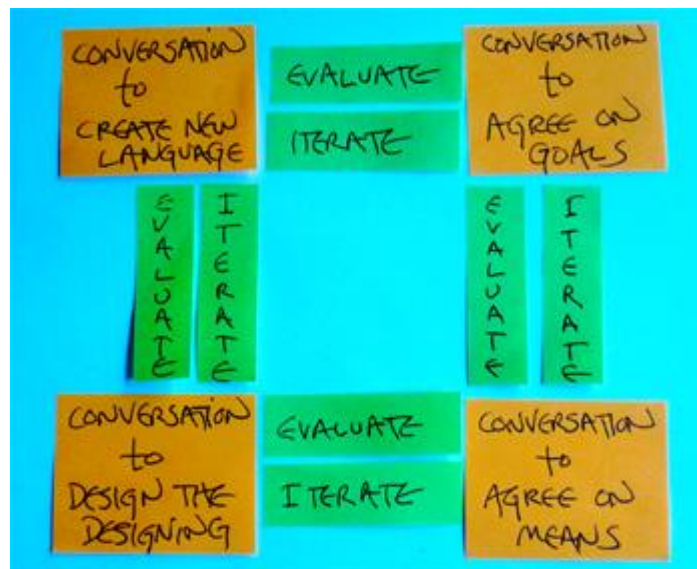 CONVERSATION
to
CREATE NEW
LANGUAGE
EVALUATE
ITERATE
CONVERSATION
to
AGREE ON
GOALS
EVALUATE
ITERATE
EVALUATE
ITERATE
CONVERSATION
to
DESIGN THE
DESIGNING
EVALUATE
ITERATE
CONVERSATION
to
AGREE ON
MEANS